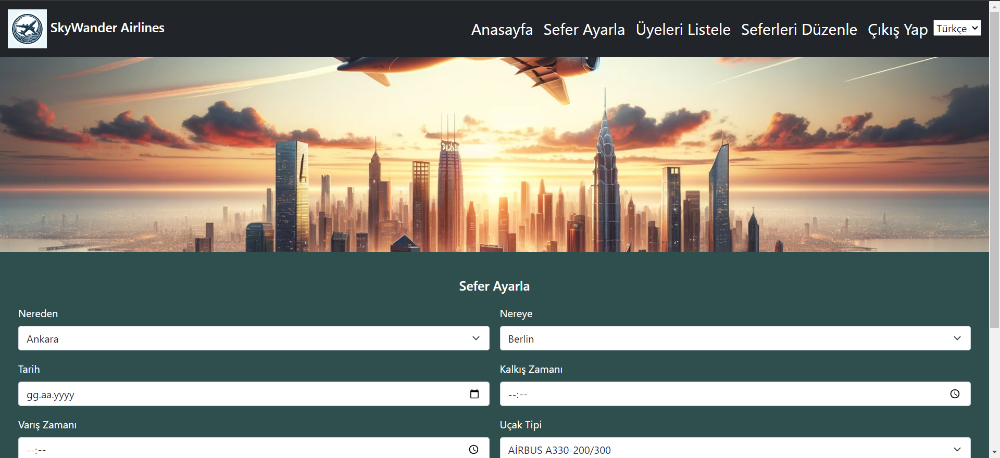 SkyWander Airlines
Anasayfa Sefer Ayarla Üyeleri Listele Seferleri Düzenle Çıkış Yap Türkçe
Sefer Ayarla
Nereden Nereye
Ankara Berlin
Tarih Kalkış Zamanı
gg.aa.yyyy --:--
Varış Zamanı Uçak Tipi
--:-- AİRBUS A330-200/300